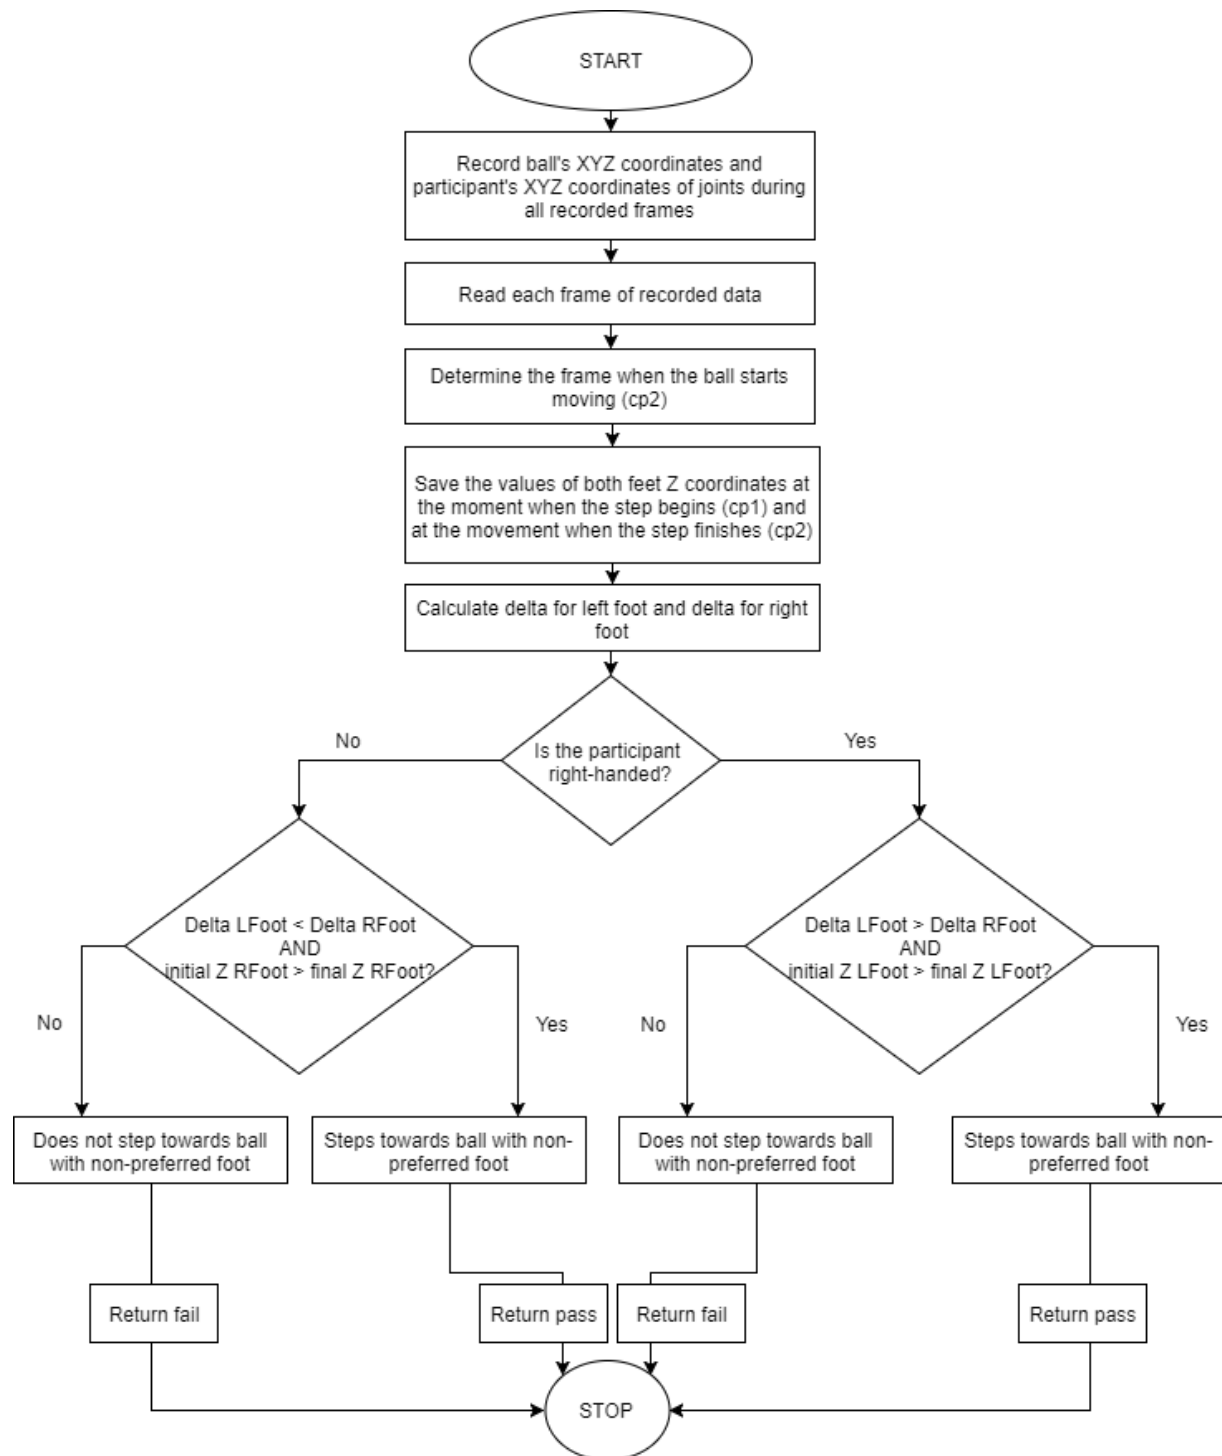 START
Record ball's XYZ coordinates and
participant's XYZ coordinates of joints during
all recorded frames
Read each frame of recorded data
Determine the frame when the ball starts
moving (cp2)
Save the values of both feet Z coordinates at
the moment when the step begins (cp1) and
at the movement when the step finishes (cp2)
Calculate delta for left foot and delta for right
foot
Is the participant
right-handed?
No
Yes
Delta LFoot < Delta RFoot
AND
initial Z RFoot > final Z RFoot?
Delta LFoot > Delta RFoot
AND
initial Z LFoot > final Z LFoot?
No
Yes
No
Yes
Does not step towards ball
with non-preferred foot
Steps towards ball with non-
preferred foot
Does not step towards ball
with non-preferred foot
Steps towards ball with non-
preferred foot
Return fail
Return pass
Return fail
Return pass
STOP